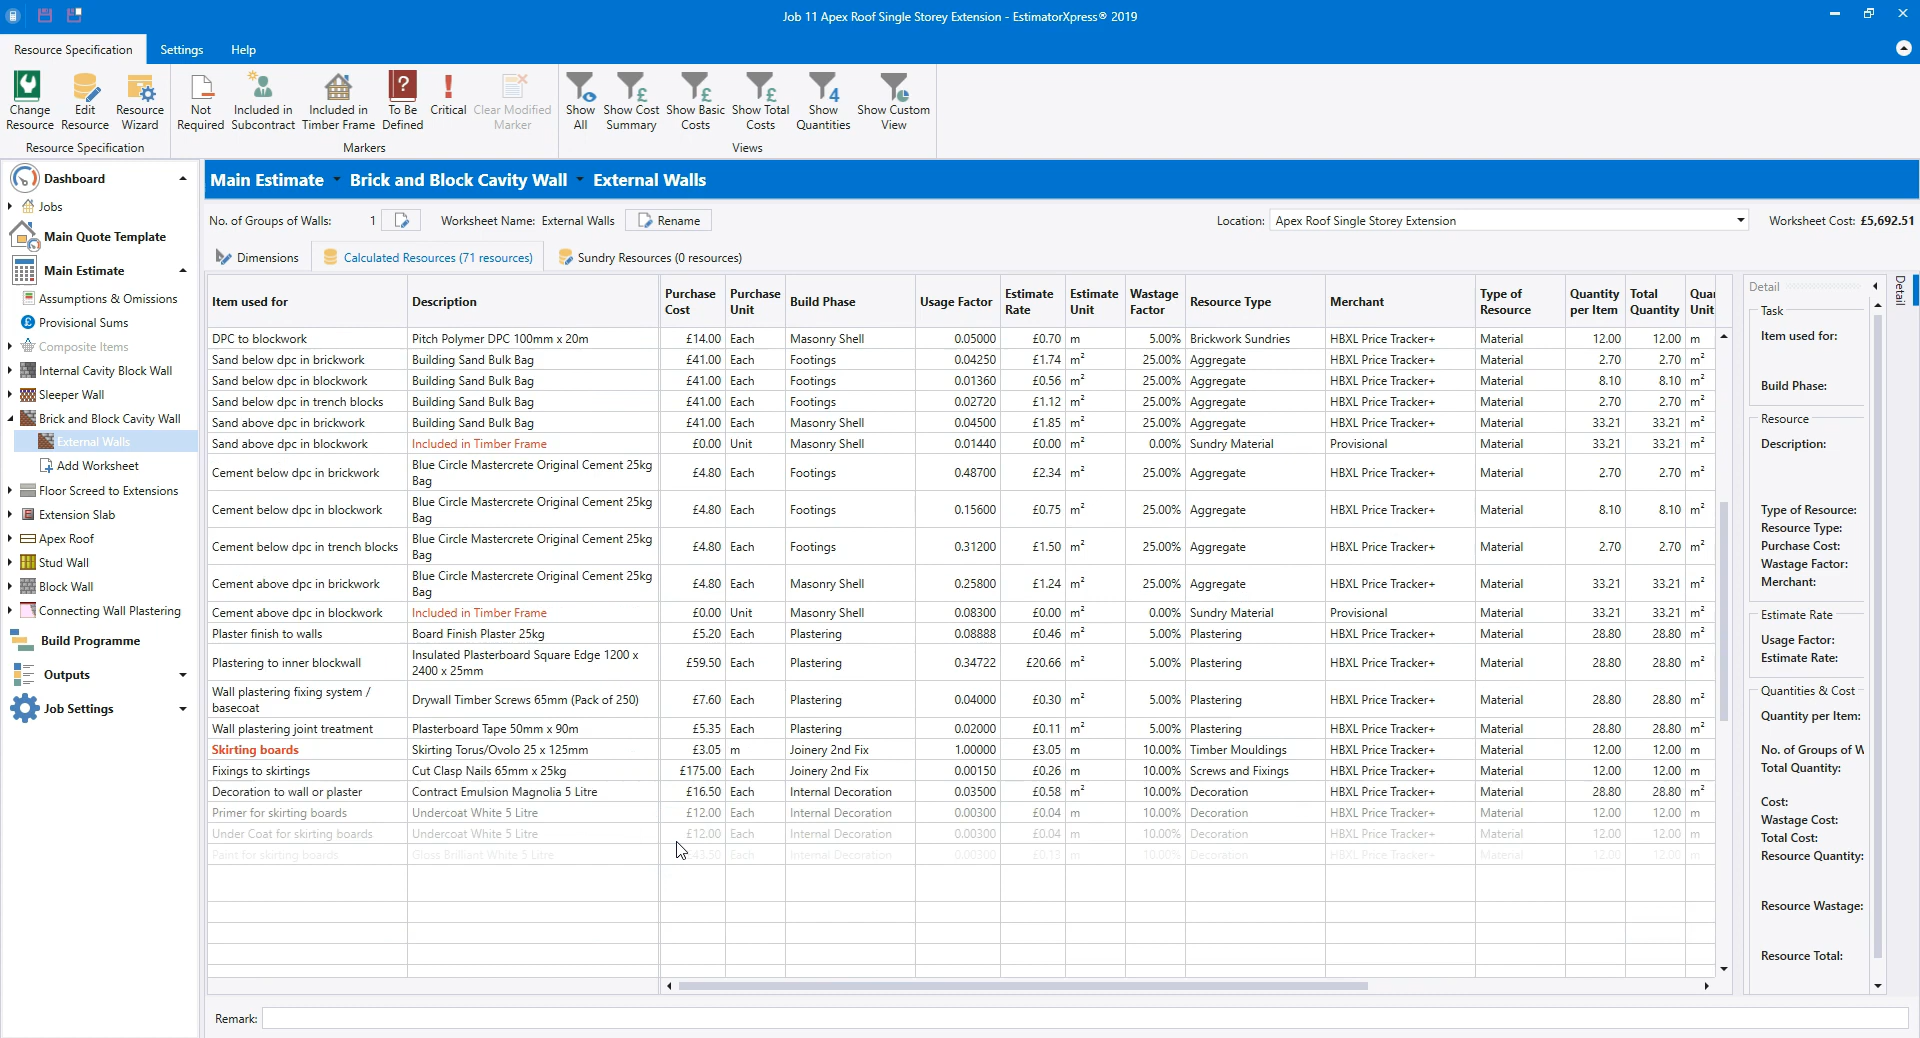 Job 11 Apex Roof Single Storey Extension - EstimatorXpress® 2019
Resource Specification Settings Help
Change Resource Edit Resource Resource Wizard
Not Required Included in Subcontract Included in Timber Frame To Be Defined Critical Clear Modified Marker
Show All Show Cost Summary Show Basic Costs Show Total Costs Show Quantities Show Custom View
Resource Specification Markers Views
Dashboard
Jobs
Main Quote Template
Main Estimate
Assumptions & Omissions
Provisional Sums
Composite Items
Internal Cavity Block Wall
Sleeper Wall
Brick and Block Cavity Wall
External Walls
Add Worksheet
Floor Screed to Extensions
Extension Slab
Apex Roof
Stud Wall
Block Wall
Connecting Wall Plastering
Build Programme
Outputs
Job Settings
Main Estimate Brick and Block Cavity Wall External Walls
No. of Groups of Walls: 1 Worksheet Name: External Walls Rename Location: Apex Roof Single Storey Extension Worksheet Cost: £5,692.51
Dimensions Calculated Resources (71 resources) Sundry Resources (0 resources)
Item used for Description Purchase Cost Purchase Unit Build Phase Usage Factor Estimate Rate Estimate Unit Wastage Factor Resource Type Merchant Type of Resource Quantity per Item Total Quantity Qua Unit
DPC to blockwork Pitch Polymer DPC 100mm x 20m £14.00 Each Masonry Shell 0.05000 £0.70 m 5.00% Brickwork Sundries HBXL Price Tracker+ Material 12.00 12.00 m
Sand below dpc in brickwork Building Sand Bulk Bag £41.00 Each Footings 0.04250 £1.74 m² 25.00% Aggregate HBXL Price Tracker+ Material 2.70 2.70 m²
Sand below dpc in blockwork Building Sand Bulk Bag £41.00 Each Footings 0.01360 £0.56 m² 25.00% Aggregate HBXL Price Tracker+ Material 8.10 8.10 m²
Sand below dpc in trench blocks Building Sand Bulk Bag £41.00 Each Footings 0.02720 £1.12 m² 25.00% Aggregate HBXL Price Tracker+ Material 2.70 2.70 m²
Sand above dpc in brickwork Building Sand Bulk Bag £41.00 Each Masonry Shell 0.04500 £1.85 m² 25.00% Aggregate HBXL Price Tracker+ Material 33.21 33.21 m²
Sand above dpc in blockwork Included in Timber Frame £0.00 Unit Masonry Shell 0.01440 £0.00 m² 0.00% Sundry Material Provisional Material 33.21 33.21 m²
Cement below dpc in brickwork Blue Circle Mastercrete Original Cement 25kg Bag £4.80 Each Footings 0.48700 £2.34 m² 25.00% Aggregate HBXL Price Tracker+ Material 2.70 2.70 m²
Cement below dpc in blockwork Blue Circle Mastercrete Original Cement 25kg Bag £4.80 Each Footings 0.15600 £0.75 m² 25.00% Aggregate HBXL Price Tracker+ Material 8.10 8.10 m²
Cement below dpc in trench blocks Blue Circle Mastercrete Original Cement 25kg Bag £4.80 Each Footings 0.31200 £1.50 m² 25.00% Aggregate HBXL Price Tracker+ Material 2.70 2.70 m²
Cement above dpc in brickwork Blue Circle Mastercrete Original Cement 25kg Bag £4.80 Each Masonry Shell 0.25800 £1.24 m² 25.00% Aggregate HBXL Price Tracker+ Material 33.21 33.21 m²
Cement above dpc in blockwork Included in Timber Frame £0.00 Unit Masonry Shell 0.08300 £0.00 m² 0.00% Sundry Material Provisional Material 33.21 33.21 m²
Plaster finish to walls Board Finish Plaster 25kg £5.20 Each Plastering 0.08888 £0.46 m² 5.00% Plastering HBXL Price Tracker+ Material 28.80 28.80 m²
Plastering to inner blockwall Insulated Plasterboard Square Edge 1200 x 2400 x 25mm £59.50 Each Plastering 0.34722 £20.66 m² 5.00% Plastering HBXL Price Tracker+ Material 28.80 28.80 m²
Wall plastering fixing system / basecoat Drywall Timber Screws 65mm (Pack of 250) £7.60 Each Plastering 0.04000 £0.30 m² 5.00% Plastering HBXL Price Tracker+ Material 28.80 28.80 m²
Wall plastering joint treatment Plasterboard Tape 50mm x 90m £5.35 Each Plastering 0.02000 £0.11 m² 5.00% Plastering HBXL Price Tracker+ Material 28.80 28.80 m²
Skirting boards Skirting Torus/Ovolo 25 x 125mm £3.05 m Joinery 2nd Fix 1.00000 £3.05 m 10.00% Timber Mouldings HBXL Price Tracker+ Material 12.00 12.00 m
Fixings to skirtings Cut Clasp Nails 65mm x 25kg £175.00 Each Joinery 2nd Fix 0.00150 £0.26 m 10.00% Screws and Fixings HBXL Price Tracker+ Material 12.00 12.00 m
Decoration to wall or plaster Contract Emulsion Magnolia 5 Litre £16.50 Each Internal Decoration 0.03500 £0.58 m² 10.00% Decoration HBXL Price Tracker+ Material 28.80 28.80 m²
Primer for skirting boards Undercoat White 5 Litre £12.00 Each Internal Decoration 0.00300 £0.04 m 10.00% Decoration HBXL Price Tracker+ Material 12.00 12.00 m
Under Coat for skirting boards Undercoat White 5 Litre £12.00 Each Internal Decoration 0.00300 £0.04 m 10.00% Decoration HBXL Price Tracker+ Material 12.00 12.00 m
Paint for skirting boards Gloss Brilliant White 5 Litre Each Internal Decoration 0.00300 £0.13 m 10.00% Decoration HBXL Price Tracker+ Material 12.00 12.00 m
Detail
Detail
Task
Item used for:
Build Phase:
Resource
Description:
Type of Resource:
Resource Type:
Purchase Cost:
Wastage Factor:
Merchant:
Estimate Rate
Usage Factor:
Estimate Rate:
Quantities & Cost
Quantity per Item:
No. of Groups of W
Total Quantity:
Cost:
Wastage Cost:
Total Cost:
Resource Quantity:
Resource Wastage:
Resource Total:
Remark: